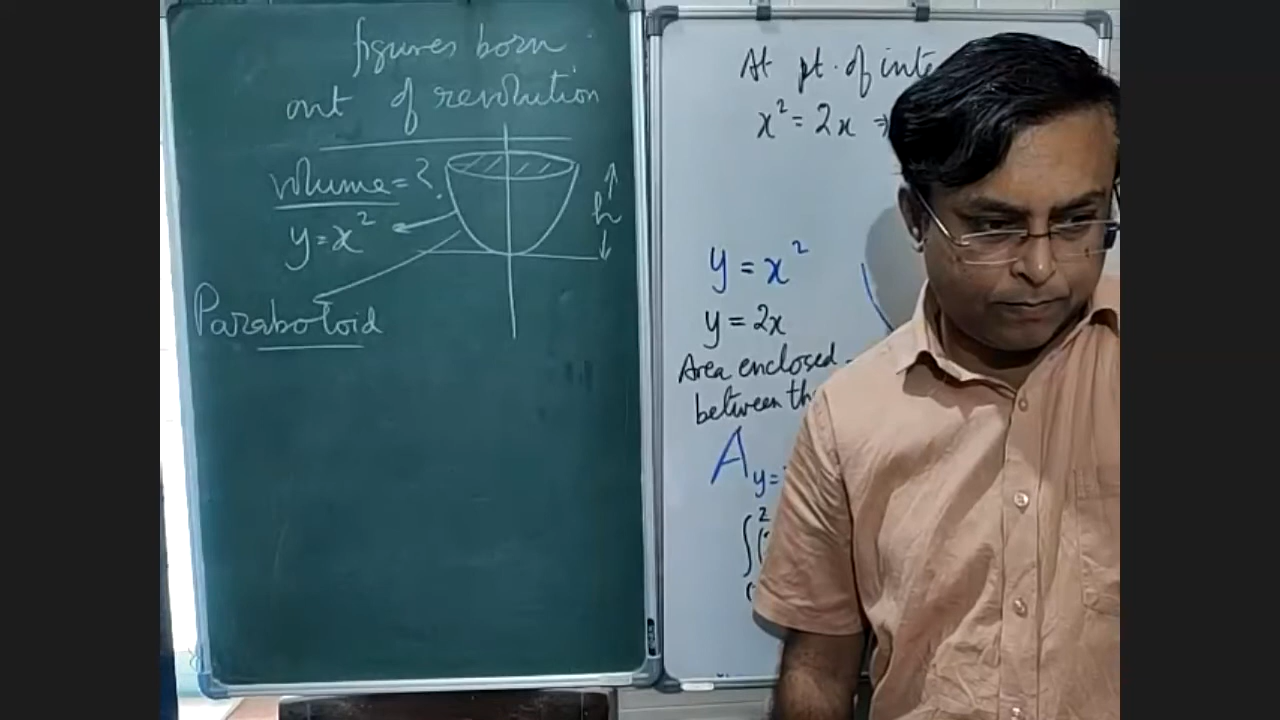 figures born
out of revolution
volume = ?
y = x²
h
Paraboloid
At pt. of inte
x² = 2x ⇒
y = x²
y = 2x
Area enclosed
between th
A y=
∫ 2